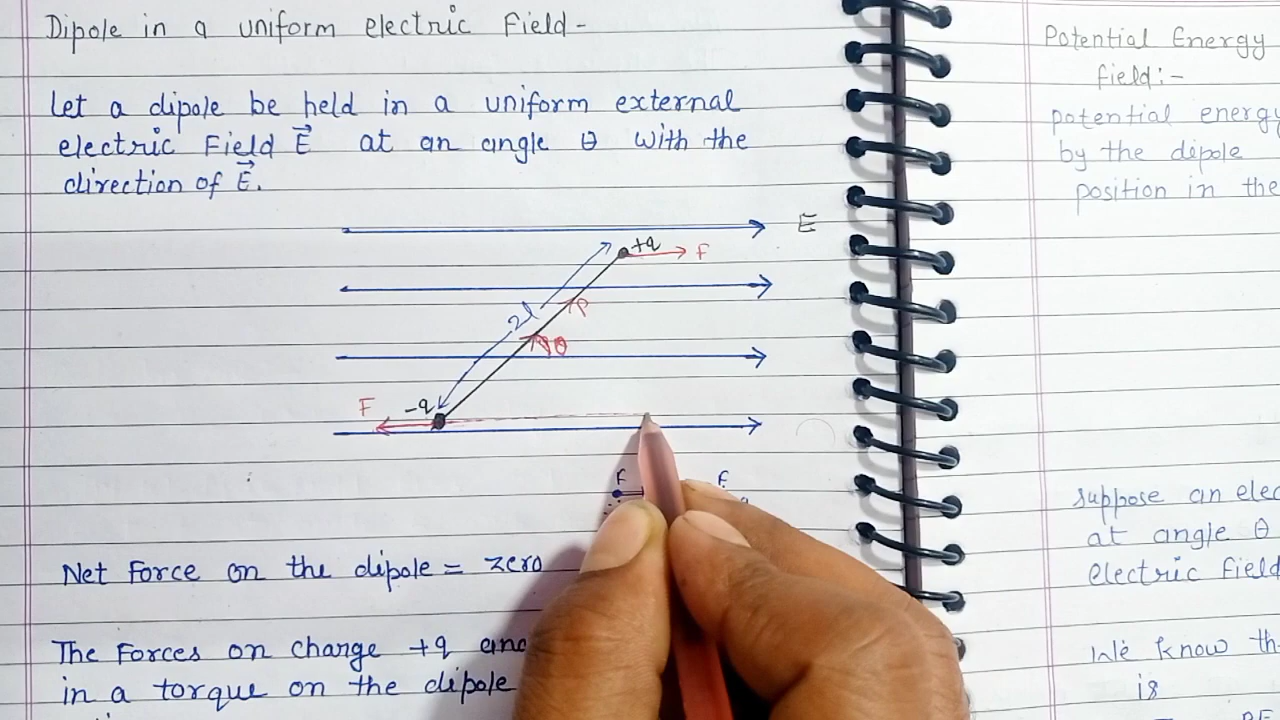 Dipole in a uniform electric Field -
Let a dipole be held in a uniform external
electric Field E⃗ at an angle θ with the
direction of E⃗.
E
+q
F
2l
P
θ
F
-q
F
F
Net Force on the dipole = zero
The Forces on change +q and
in a torque on the dipole
Potential Energy
field:-
potential energy
by the dipole
position in the
suppose an elec
at angle θ
electric field
We know th
is